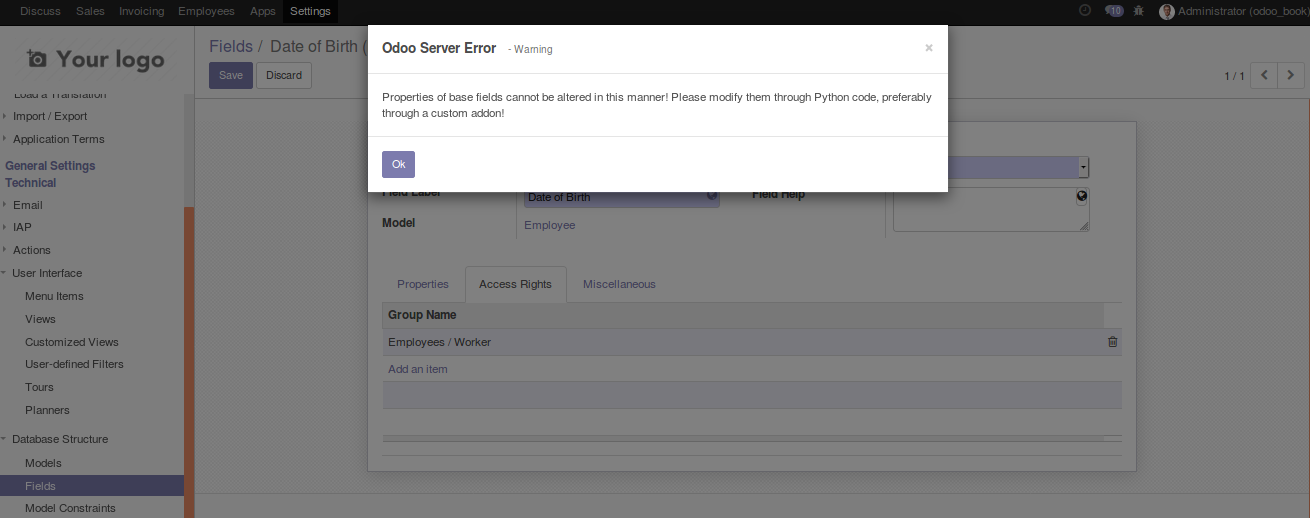 Discuss Sales Invoicing Employees Apps Settings
10 Administrator (odoo_book)
Your logo
Load a Translation
Import / Export
Application Terms
General Settings
Technical
Email
IAP
Actions
User Interface
Menu Items
Views
Customized Views
User-defined Filters
Tours
Planners
Database Structure
Models
Fields
Model Constraints
Fields / Date of Birth (
Save Discard
1 / 1
Odoo Server Error - Warning ×
Properties of base fields cannot be altered in this manner! Please modify them through Python code, preferably
through a custom addon!
Ok
Field Label Date of Birth Field Help
Model Employee
Properties Access Rights Miscellaneous
Group Name
Employees / Worker
Add an item